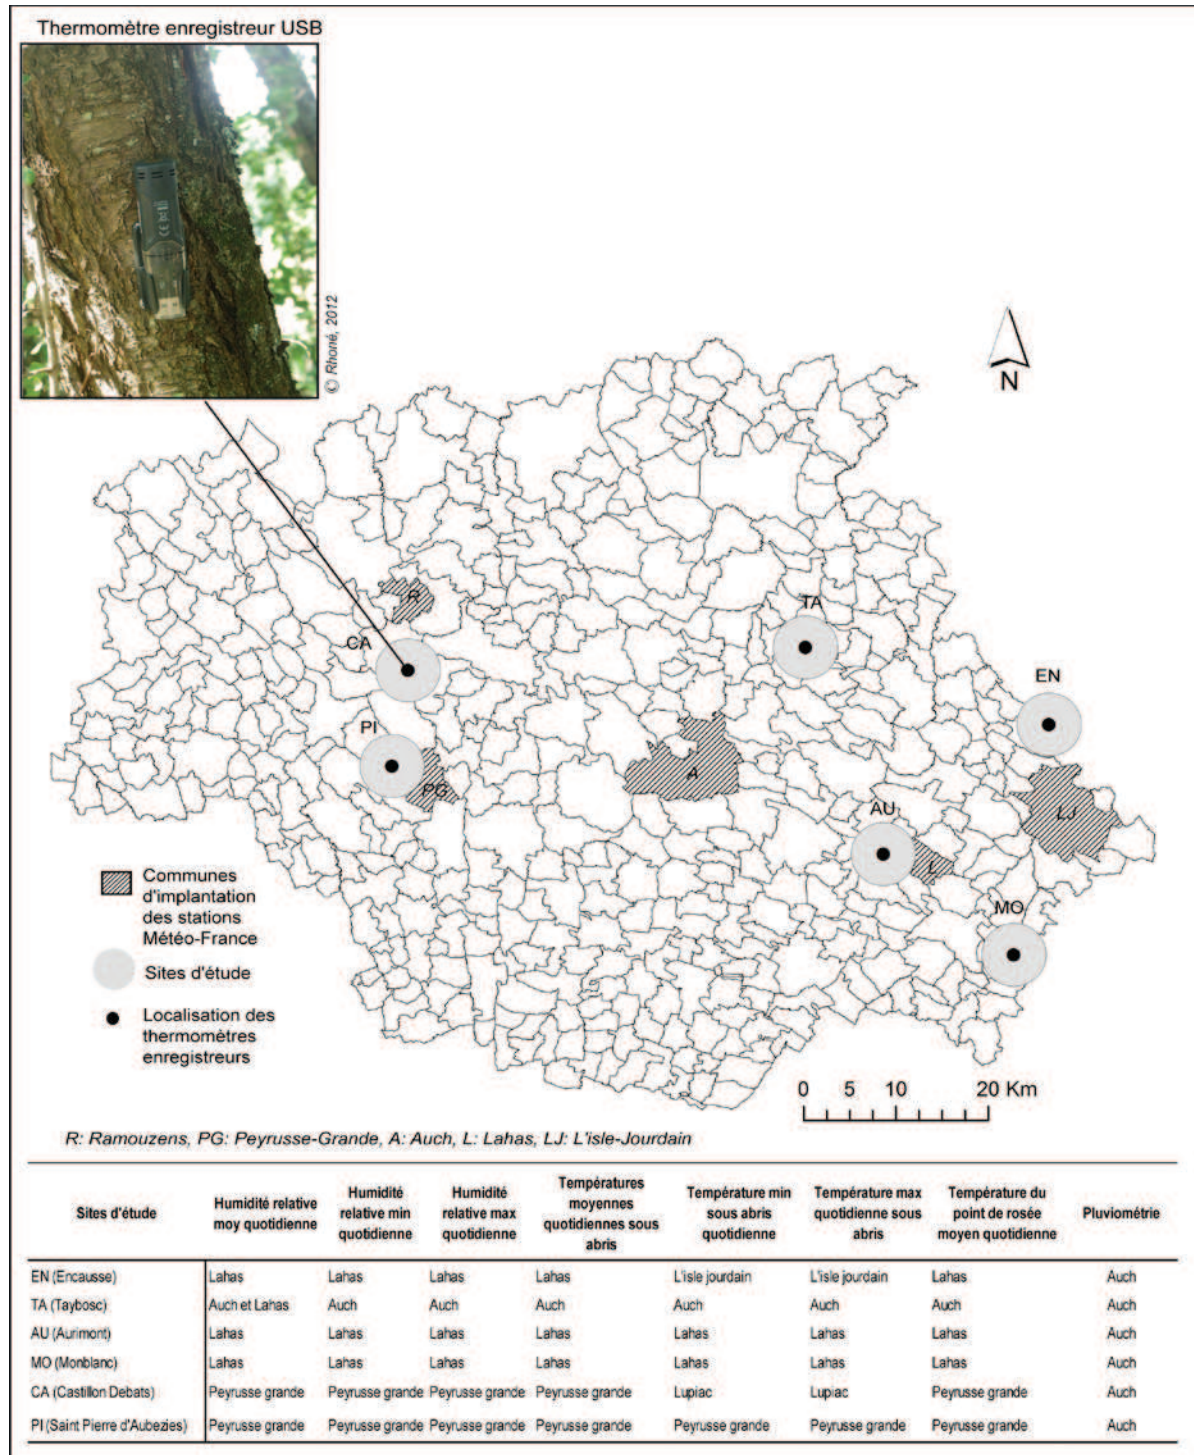 Thermomètre enregistreur USB
© Rhoné, 2012
N
R
TA
CA
EN
PI
A
PG
LJ
AU
L
MO
Communes
d'implantation
des stations
Météo-France
Sites d'étude
Localisation des
thermomètres
enregistreurs
0 5 10 20 Km
R: Ramouzens, PG: Peyrusse-Grande, A: Auch, L: Lahas, LJ: L'isle-Jourdain
Sites d'étude
Humidité relative
moy quotidienne
Humidité
relative min
quotidienne
Humidité
relative max
quotidienne
Températures
moyennes
quotidiennes sous
abris
Température min
sous abris
quotidienne
Température max
quotidienne sous
abris
Température du
point de rosée
moyen quotidienne
Pluviométrie
EN (Encausse) Lahas Lahas Lahas Lahas L'isle jourdain L'isle jourdain Lahas Auch
TA (Taybosc) Auch et Lahas Auch Auch Auch Auch Auch Auch Auch
AU (Aurimont) Lahas Lahas Lahas Lahas Lahas Lahas Lahas Auch
MO (Monblanc) Lahas Lahas Lahas Lahas Lahas Lahas Lahas Auch
CA (Castillon Debats) Peyrusse grande Peyrusse grande Peyrusse grande Peyrusse grande Lupiac Lupiac Peyrusse grande Auch
PI (Saint Pierre d'Aubezies) Peyrusse grande Peyrusse grande Peyrusse grande Peyrusse grande Peyrusse grande Peyrusse grande Peyrusse grande Auch